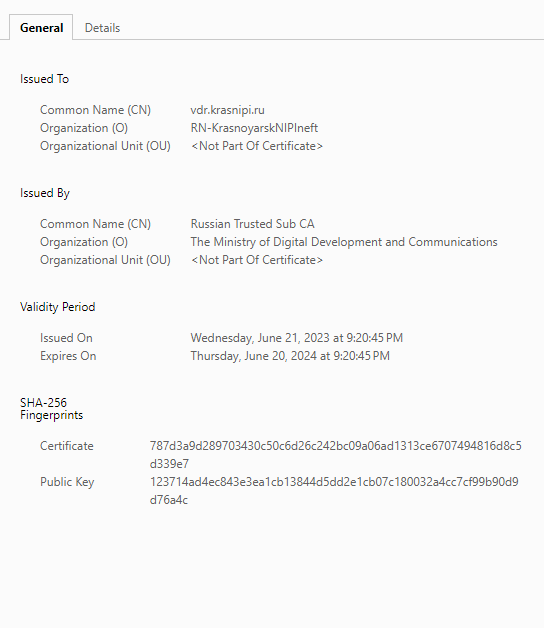 General Details
Issued To
Common Name (CN) vdr.krasnipi.ru
Organization (O) RN-KrasnoyarskNIPIneft
Organizational Unit (OU) <Not Part Of Certificate>
Issued By
Common Name (CN) Russian Trusted Sub CA
Organization (O) The Ministry of Digital Development and Communications
Organizational Unit (OU) <Not Part Of Certificate>
Validity Period
Issued On Wednesday, June 21, 2023 at 9:20:45 PM
Expires On Thursday, June 20, 2024 at 9:20:45 PM
SHA-256
Fingerprints
Certificate 787d3a9d289703430c50c6d26c242bc09a06ad1313ce6707494816d8c5
d339e7
Public Key 123714ad4ec843e3ea1cb13844d5dd2e1cb07c180032a4cc7cf99b90d9
d76a4c